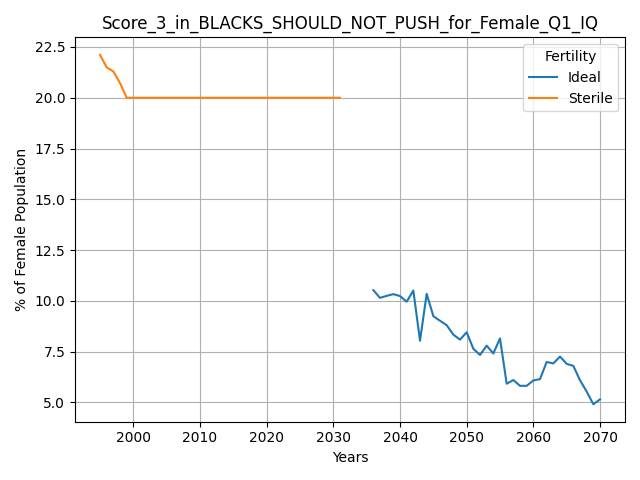 Score_3_in_BLACKS_SHOULD_NOT_PUSH_for_Female_Q1_IQ
Fertility
Ideal
Sterile
% of Female Population
22.5
20.0
17.5
15.0
12.5
10.0
7.5
5.0
2000 2010 2020 2030 2040 2050 2060 2070
Years